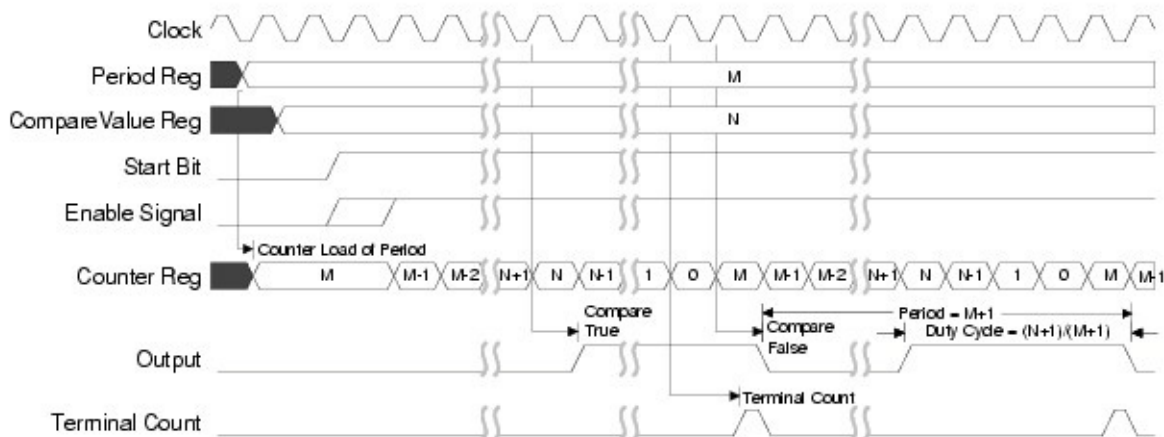 Clock
Period Reg
M
CompareValue Reg
N
Start Bit
Enable Signal
Counter Load of Period
Counter Reg
M M-1 M-2 N+1 N N-1 1 0 M M-1 M-2 N+1 N N-1 1 0 M M-1
Compare
True
Compare
False
Period = M+1
Duty Cycle = (N+1)/(M+1)
Output
Terminal Count
Terminal Count